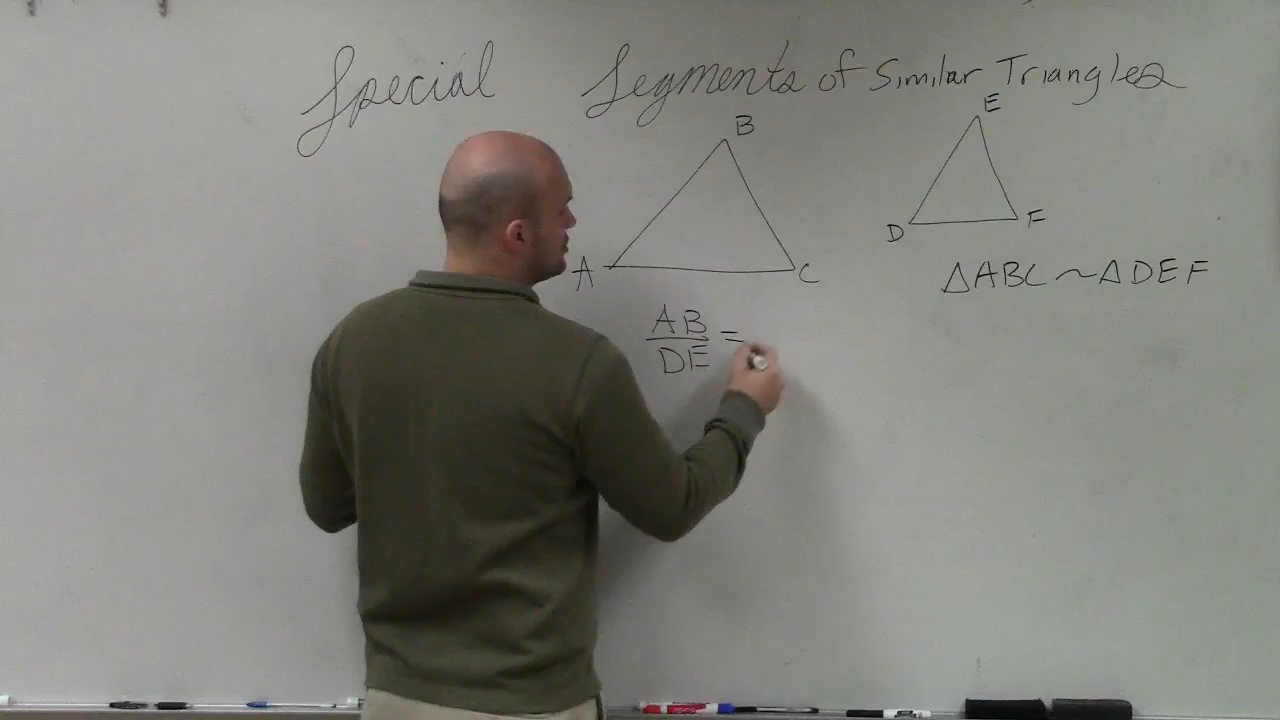 Special Segments of Similar Triangles
B
E
A
C
D
F
△ABC ~ △DEF
AB
DE =